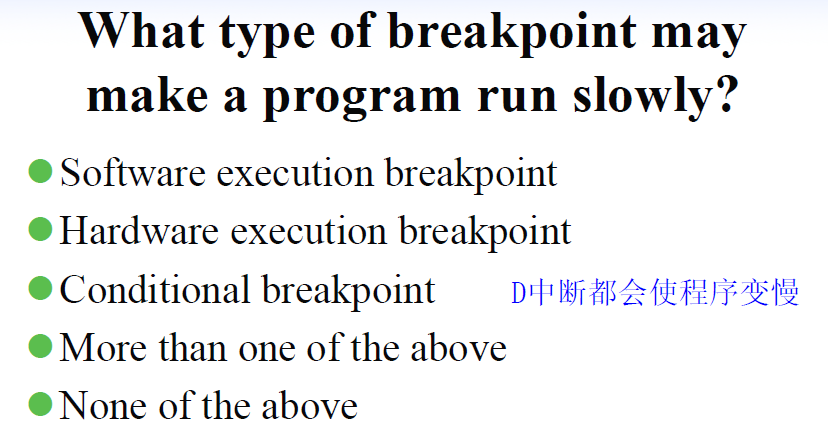 What type of breakpoint may
make a program run slowly?
Software execution breakpoint
Hardware execution breakpoint
Conditional breakpoint
D中断都会使程序变慢
More than one of the above
None of the above